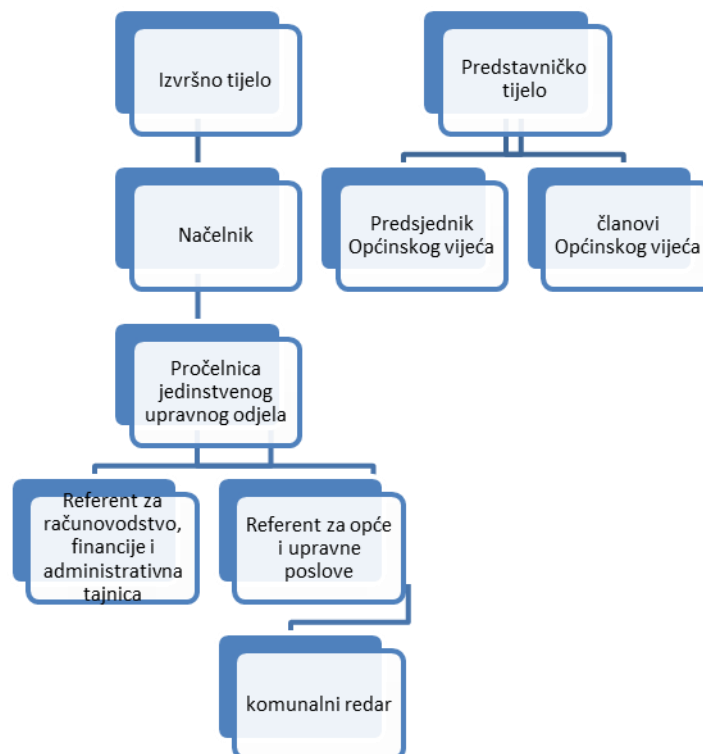 Izvršno tijelo
Predstavničko
tijelo
Načelnik
Predsjednik
Općinskog vijeća
članovi
Općinskog vijeća
Pročelnica
jedinstvenog
upravnog odjela
Referent za
računovodstvo,
financije i
administrativna
tajnica
Referent za opće
i upravne
poslove
komunalni redar